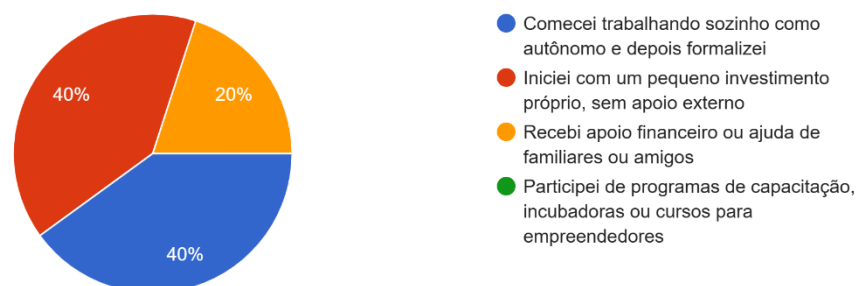 40%
20%
40%
Comecei trabalhando sozinho como
autônomo e depois formalizei
Iniciei com um pequeno investimento
próprio, sem apoio externo
Recebi apoio financeiro ou ajuda de
familiares ou amigos
Participei de programas de capacitação,
incubadoras ou cursos para
empreendedores